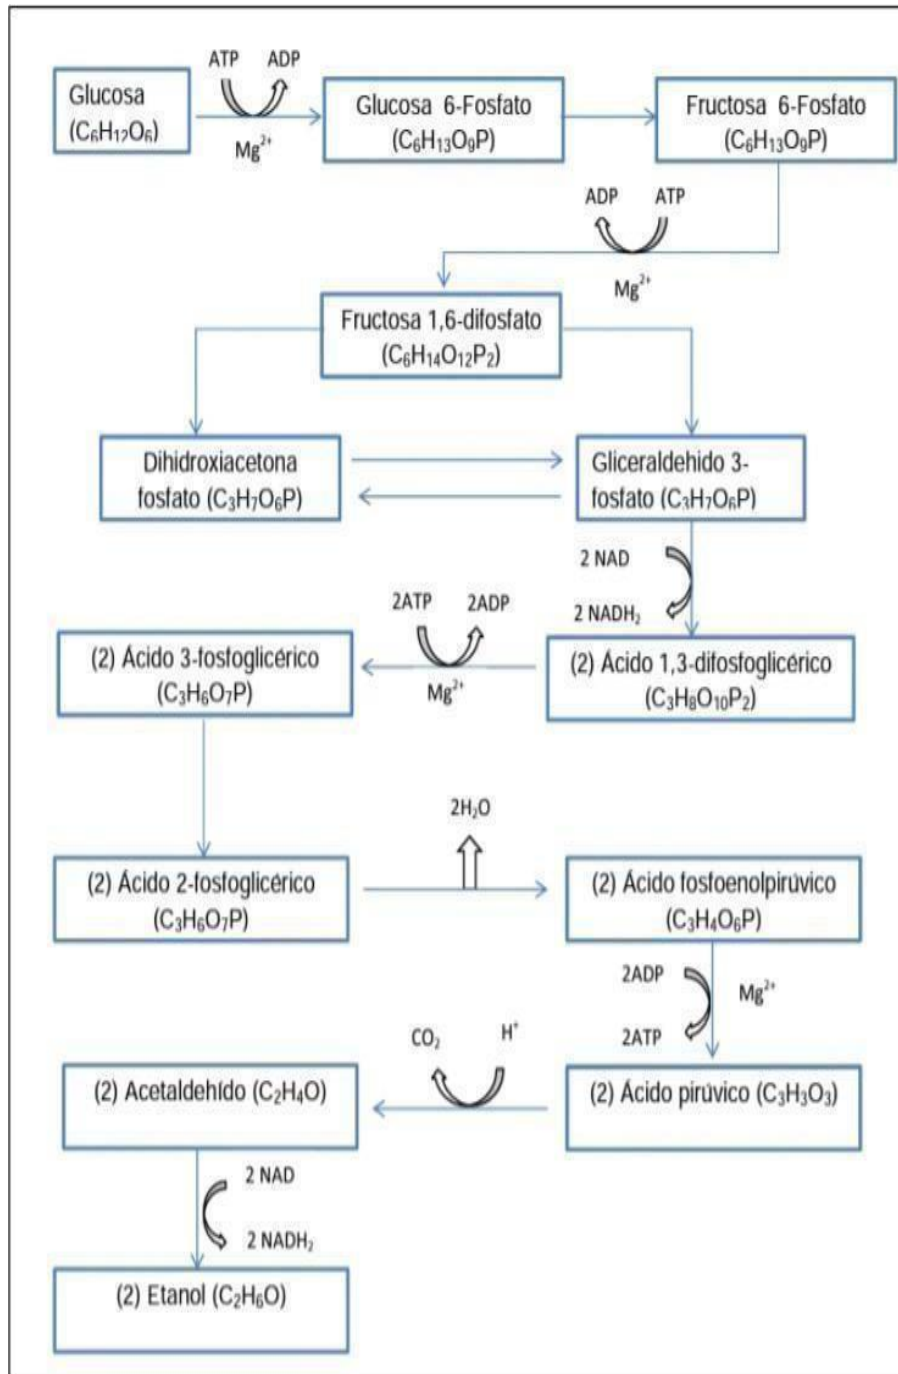 ATP ADP
Glucosa
(C₆H₁₂O₆)
Mg²⁺
Glucosa 6-Fosfato
(C₆H₁₃O₉P)
Fructosa 6-Fosfato
(C₆H₁₃O₉P)
ADP ATP
Mg²⁺
Fructosa 1,6-difosfato
(C₆H₁₄O₁₂P₂)
Dihidroxiacetona
fosfato (C₃H₇O₆P)
Gliceraldehido 3-
fosfato (C₃H₇O₆P)
2 NAD
2 NADH₂
2ATP 2ADP
Mg²⁺
(2) Ácido 3-fosfoglicérico
(C₃H₆O₇P)
(2) Ácido 1,3-difosfoglicérico
(C₃H₈O₁₀P₂)
2H₂O
(2) Ácido 2-fosfoglicérico
(C₃H₆O₇P)
(2) Ácido fosfoenolpirúvico
(C₃H₄O₆P)
2ADP
Mg²⁺
2ATP
CO₂ H⁺
(2) Acetaldehído (C₂H₄O)
(2) Ácido pirúvico (C₃H₃O₃)
2 NAD
2 NADH₂
(2) Etanol (C₂H₆O)